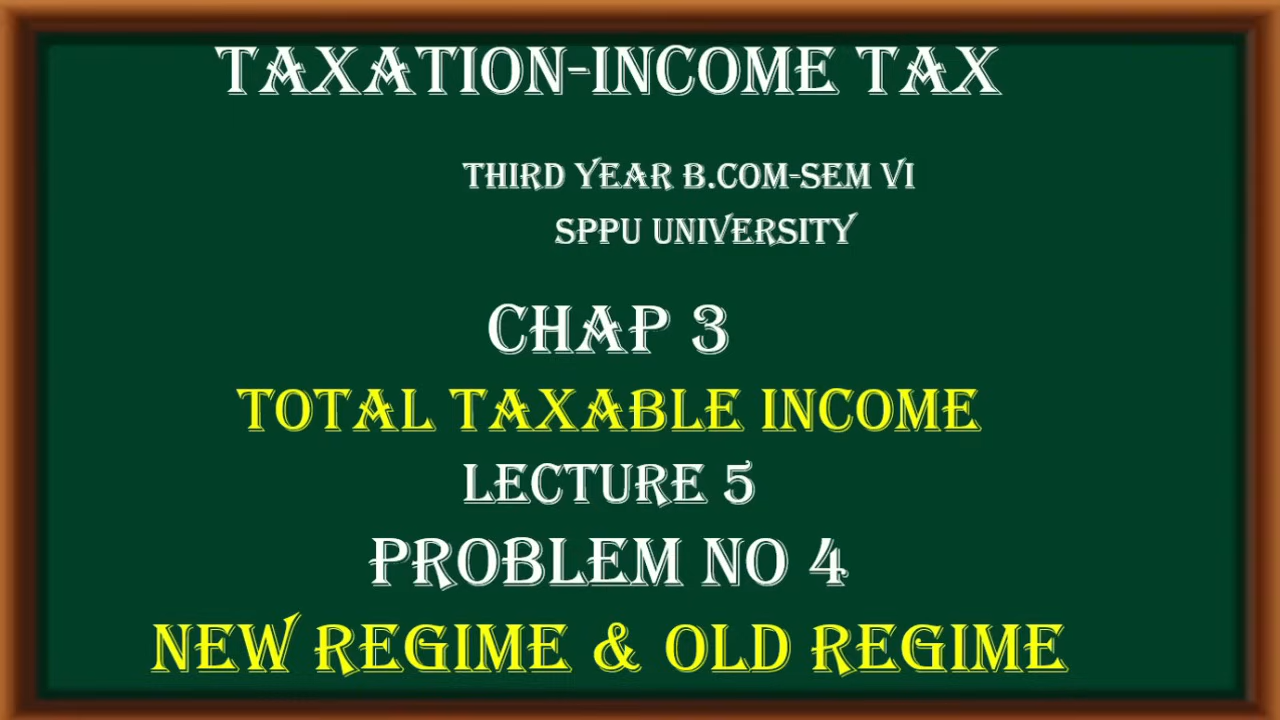 TAXATION-INCOME TAX
THIRD YEAR B.COM-SEM VI
SPPU UNIVERSITY
CHAP 3
TOTAL TAXABLE INCOME
LECTURE 5
PROBLEM NO 4
NEW REGIME & OLD REGIME